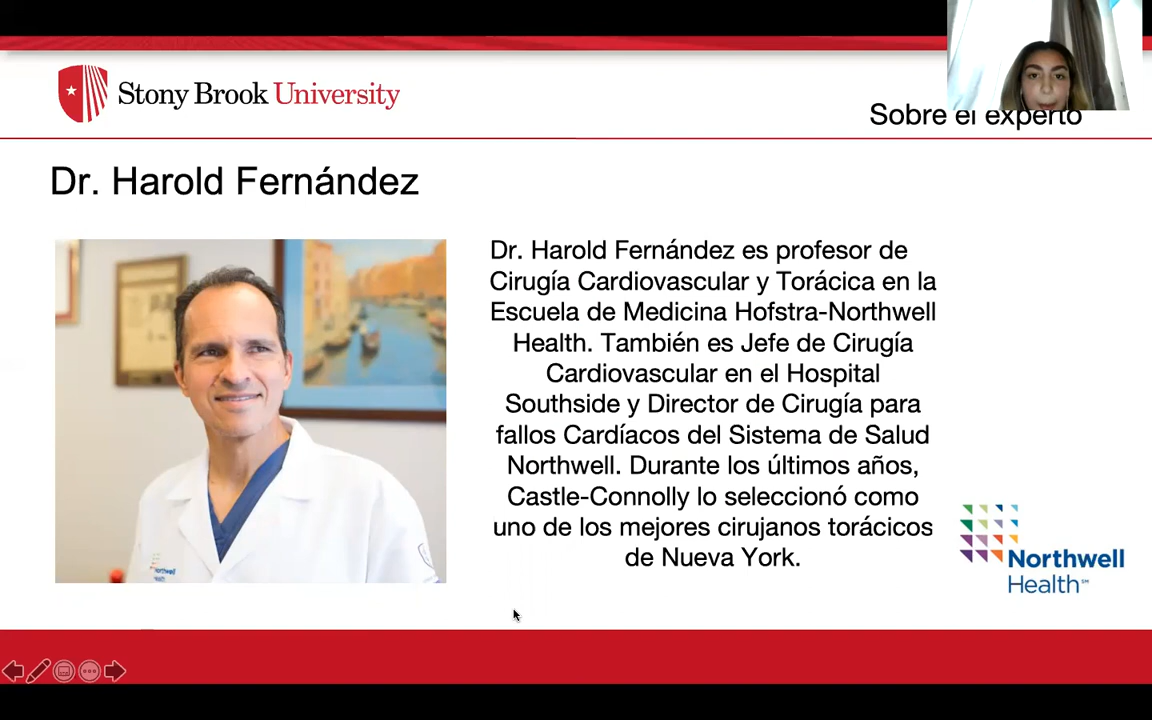 Stony Brook University
Sobre el experto
Dr. Harold Fernández
Dr. Harold Fernández es profesor de
Cirugía Cardiovascular y Torácica en la
Escuela de Medicina Hofstra-Northwell
Health. También es Jefe de Cirugía
Cardiovascular en el Hospital
Southside y Director de Cirugía para
fallos Cardíacos del Sistema de Salud
Northwell. Durante los últimos años,
Castle-Connolly lo seleccionó como
uno de los mejores cirujanos torácicos
de Nueva York.
Northwell
Health℠
Northwell